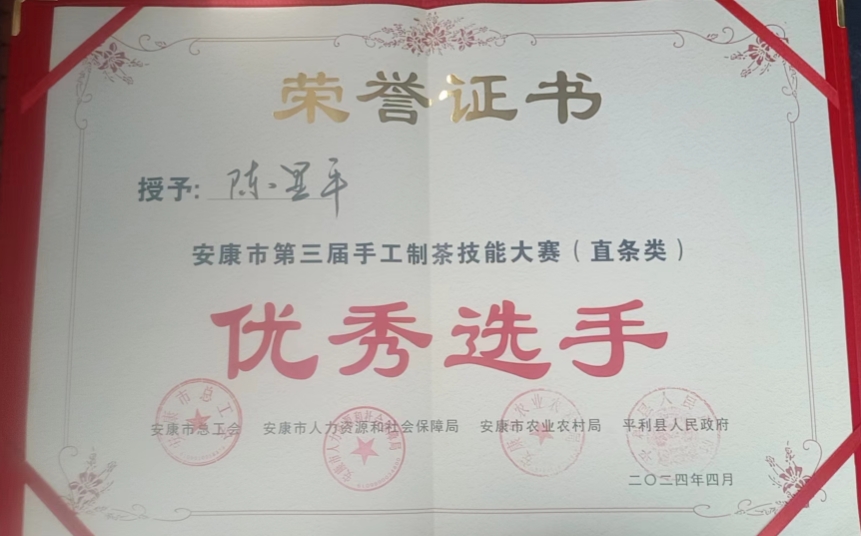 荣誉证书
授予: 陈显平
安康市第三届手工制茶技能大赛（直条类）
优秀选手
安康市总工会 安康市人力资源和社会保障局 安康市农业农村局 平利县人民政府
二〇二四年四月